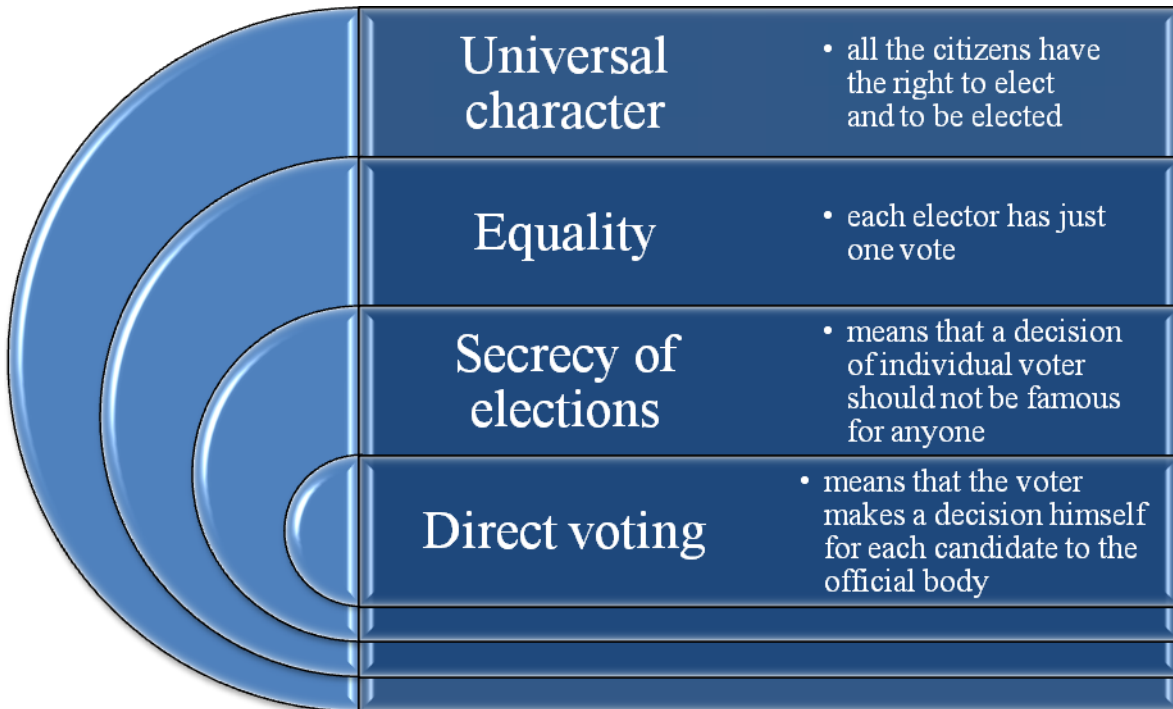 Universal
character
• all the citizens have
the right to elect
and to be elected
Equality
• each elector has just
one vote
Secrecy of
elections
• means that a decision
of individual voter
should not be famous
for anyone
Direct voting
• means that the voter
makes a decision himself
for each candidate to the
official body